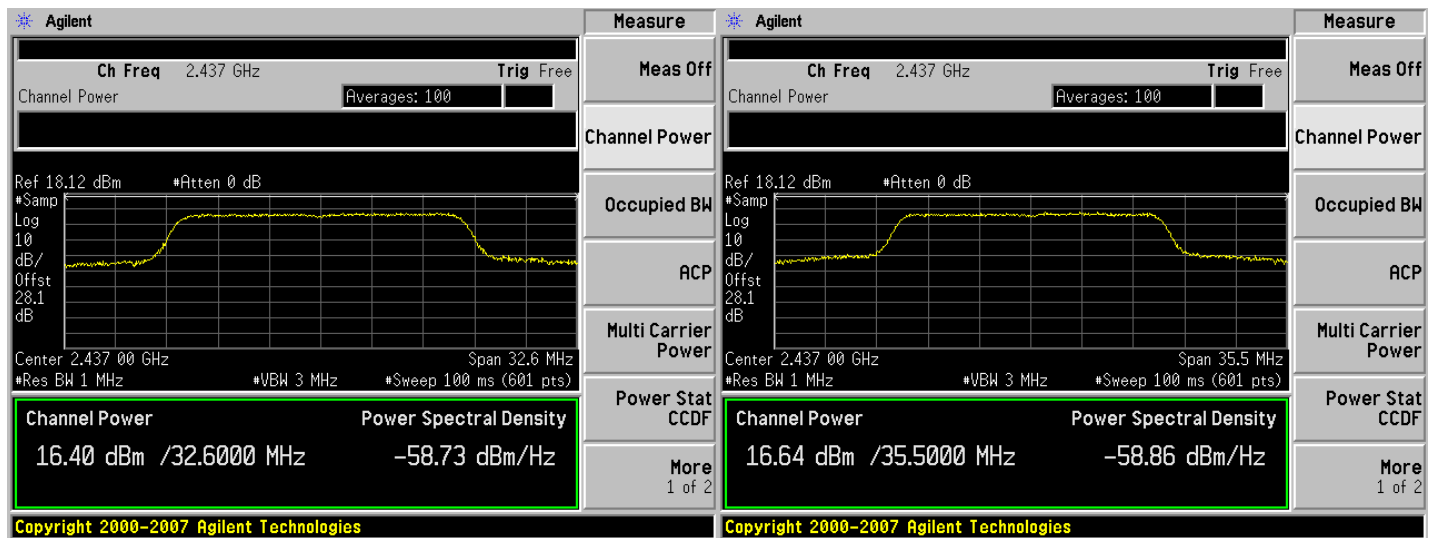 Agilent
Measure
Ch Freq 2.437 GHz Trig Free
Meas Off
Channel Power Averages: 100
Channel Power
Ref 18.12 dBm #Atten 0 dB
#Samp
Log
10
dB/
Offst
28.1
dB
Occupied BW
ACP
Multi Carrier
Power
Center 2.437 00 GHz Span 32.6 MHz
#Res BW 1 MHz #VBW 3 MHz #Sweep 100 ms (601 pts)
Power Stat
CCDF
Channel Power Power Spectral Density
16.40 dBm /32.6000 MHz -58.73 dBm/Hz
More
1 of 2
Copyright 2000-2007 Agilent Technologies
Agilent
Measure
Ch Freq 2.437 GHz Trig Free
Meas Off
Channel Power Averages: 100
Channel Power
Ref 18.12 dBm #Atten 0 dB
#Samp
Log
10
dB/
Offst
28.1
dB
Occupied BW
ACP
Multi Carrier
Power
Center 2.437 00 GHz Span 35.5 MHz
#Res BW 1 MHz #VBW 3 MHz #Sweep 100 ms (601 pts)
Power Stat
CCDF
Channel Power Power Spectral Density
16.64 dBm /35.5000 MHz -58.86 dBm/Hz
More
1 of 2
Copyright 2000-2007 Agilent Technologies